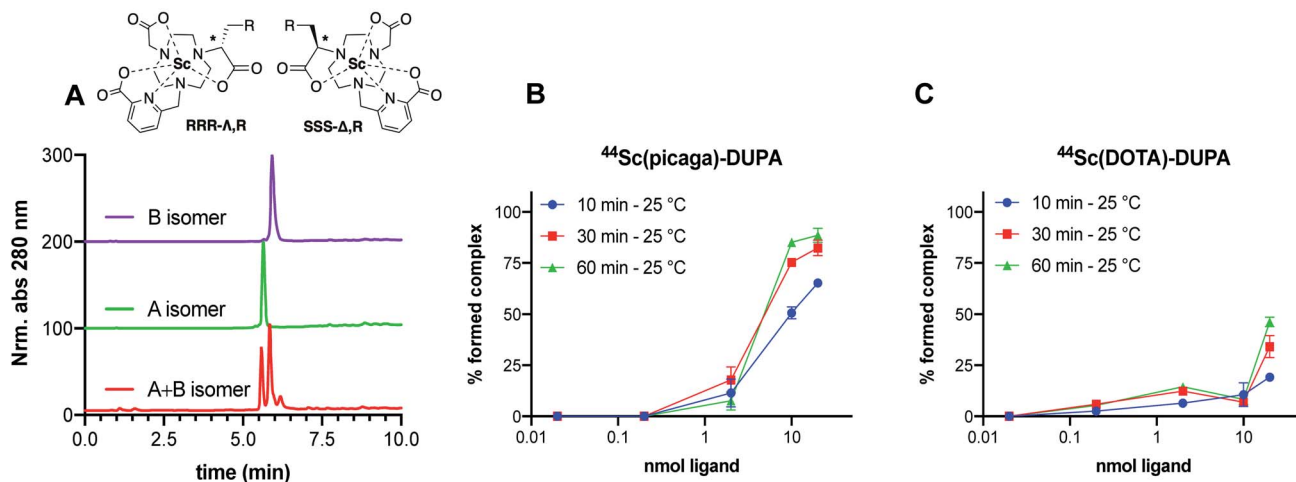 A
O
O
R
*
N
N
Sc
O
O
O
O
N
N
RRR-Λ,R
R
*
N
N
Sc
O
O
O
O
O
O
N
N
SSS-Δ,R
Nrm. abs 280 nm
300
200
100
0
B isomer
A isomer
A+B isomer
0.0 2.5 5.0 7.5 10.0
time (min)
B
⁴⁴Sc(picaga)-DUPA
% formed complex
100
75
50
25
0
10 min - 25 °C
30 min - 25 °C
60 min - 25 °C
0.01 0.1 1 10
nmol ligand
C
⁴⁴Sc(DOTA)-DUPA
% formed complex
100
75
50
25
0
10 min - 25 °C
30 min - 25 °C
60 min - 25 °C
0.01 0.1 1 10
nmol ligand